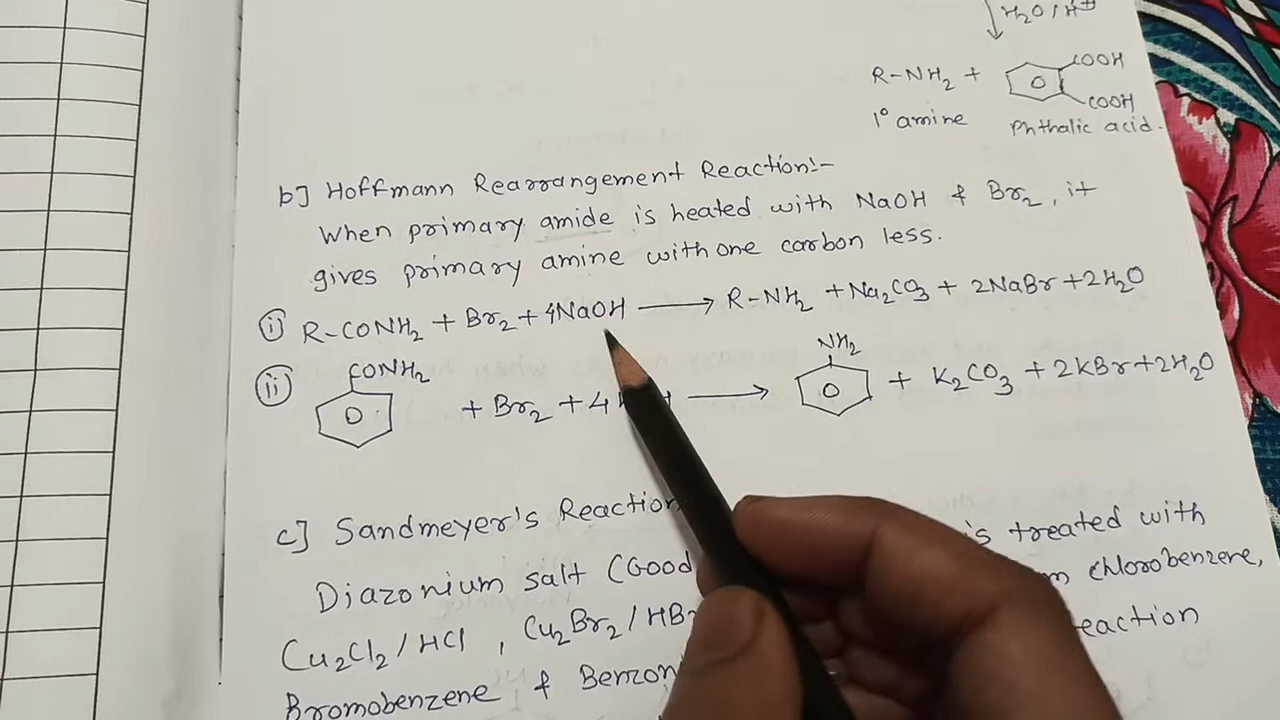 H2O/H+
R-NH2 + COOH
COOH
1° amine Phthalic acid.
b] Hoffmann Rearrangement Reaction:-
When primary amide is heated with NaOH & Br2, it
gives primary amine with one carbon less.
i) R-CONH2 + Br2 + 4NaOH → R-NH2 + Na2CO3 + 2NaBr + 2H2O
ii) CONH2 + Br2 + 4 → NH2 + K2CO3 + 2KBr + 2H2O
c] Sandmeyer's Reaction
Diazonium salt (Good is treated with
Cu2Cl2/HCl, Cu2Br2/HBr chlorobenzene,
Bromobenzene & reaction